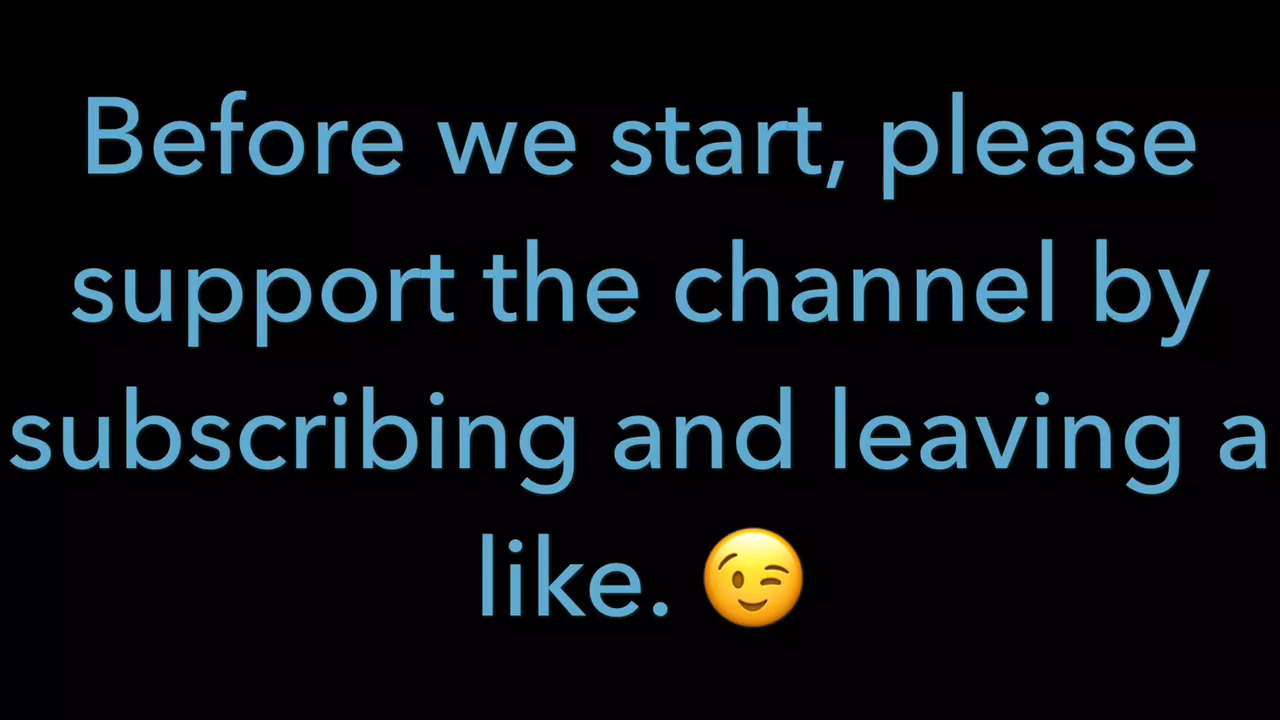 Before we start, please
support the channel by
subscribing and leaving a
like. 😉